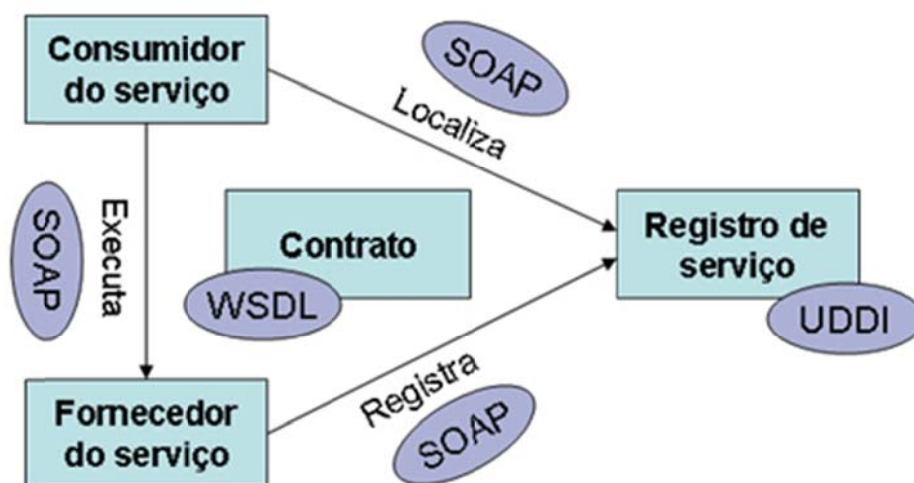 Consumidor
do serviço
SOAP
Localiza
SOAP
Executa
Contrato
WSDL
Registro de
serviço
UDDI
Registra
SOAP
Fornecedor
do serviço